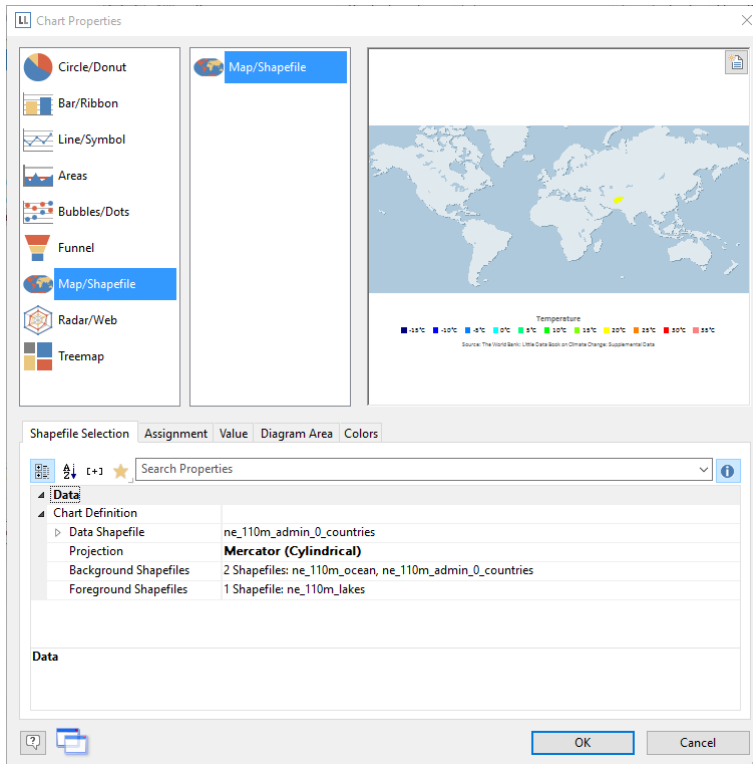 LL Chart Properties
Circle/Donut
Bar/Ribbon
Line/Symbol
Areas
Bubbles/Dots
Funnel
Map/Shapefile
Radar/Web
Treemap
Map/Shapefile
Temperature
-15°C -10°C -5°C 0°C 5°C 10°C 15°C 20°C 25°C 30°C 35°C
Source: The World Bank: Little Data Book on Climate Change: Supplemental Data
Shapefile Selection Assignment Value Diagram Area Colors
Search Properties
Data
Chart Definition
Data Shapefile ne_110m_admin_0_countries
Projection Mercator (Cylindrical)
Background Shapefiles 2 Shapefiles: ne_110m_ocean, ne_110m_admin_0_countries
Foreground Shapefiles 1 Shapefile: ne_110m_lakes
Data
OK Cancel